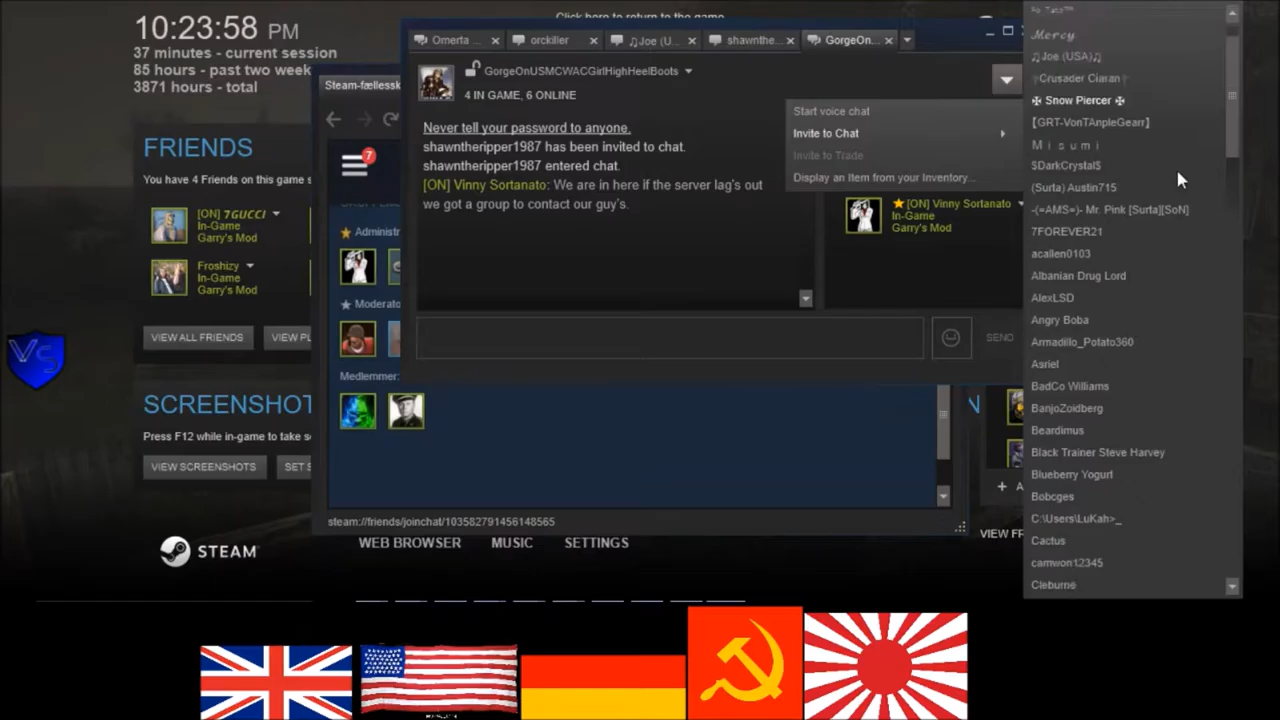 10:23:58 PM
37 minutes - current session
85 hours - past two week
3871 hours - total
Click here to return to the game
FRIENDS
You have 4 Friends on this game s
[ON] 7GUCCI
In-Game
Garry's Mod
Froshizy
In-Game
Garry's Mod
VIEW ALL FRIENDS
VIEW PL
SCREENSHOT
Press F12 while in-game to take s
VIEW SCREENSHOTS
SET S
STEAM
WEB BROWSER
MUSIC
SETTINGS
VS
Steam-fællessk
7
Administr
Moderato
Medlemmer:
steam://friends/joinchat/103582791456148565
Omerta ...
orckilier
♫Joe (U...
shawnthe...
GorgeOn...
GorgeOnUSMCWACGirlHighHeelBoots
4 IN GAME, 6 ONLINE
Never tell your password to anyone.
shawntheripper1987 has been invited to chat.
shawntheripper1987 entered chat.
[ON] Vinny Sortanato: We are in here if the server lag's out
we got a group to contact our guy's.
SEND
Start voice chat
Invite to Chat
Invite to Trade
Display an Item from your Inventory...
[ON] Vinny Sortanato
In-Game
Garry's Mod
VIEW FR
Mercy
♫Joe (USA)♫
Crusader Ciaran
✠ Snow Piercer ✠
【GRT-VonTAnpleGearr】
M i s u m i
$DarkCrystal$
(Surta) Austin715
-(=AMS=)- Mr. Pink [Surta][SoN]
7FOREVER21
acallen0103
Albanian Drug Lord
AlexLSD
Angry Boba
Armadillo_Potato360
Asriel
BadCo Williams
BanjoZoidberg
Beardimus
Black Trainer Steve Harvey
Blueberry Yogurt
Bobcges
C:\Users\LuKah>_
Cactus
camwon12345
Cleburne